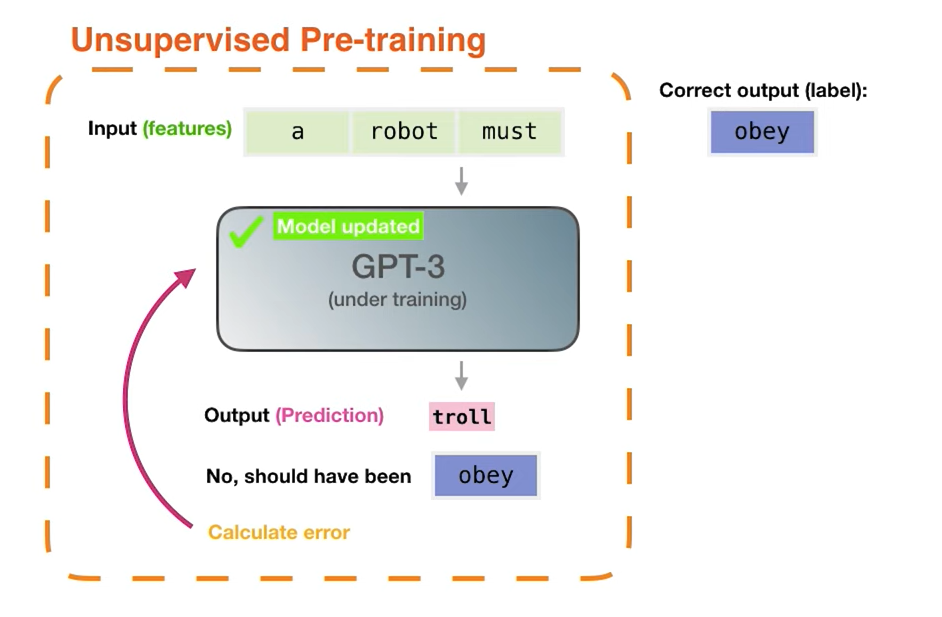 Unsupervised Pre-training
Correct output (label):
obey
Input (features) a robot must
Model updated
GPT-3
(under training)
Output (Prediction) troll
No, should have been obey
Calculate error